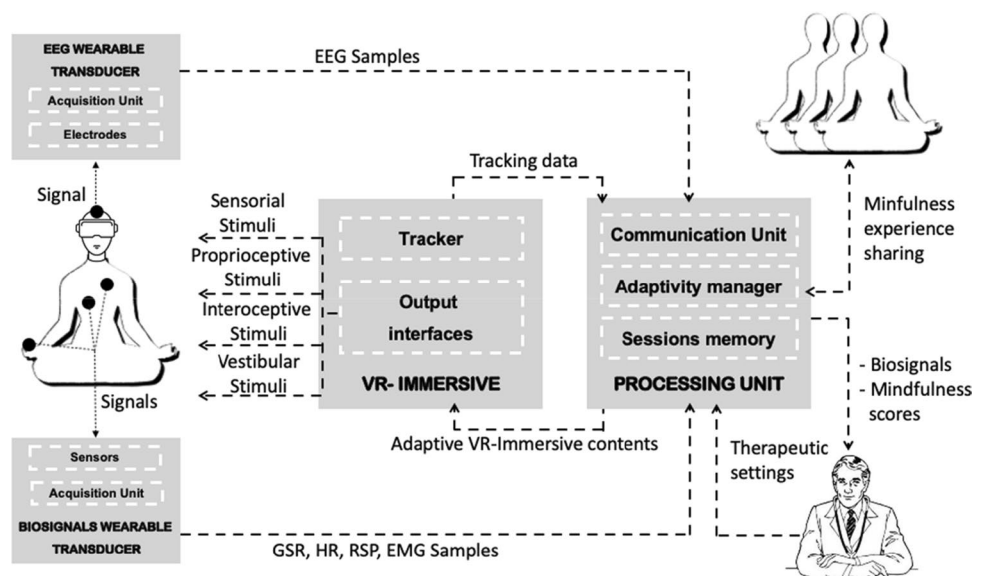 EEG WEARABLE
TRANSDUCER
Acquisition Unit
Electrodes
EEG Samples
Signal
Signals
Sensorial
Stimuli
Proprioceptive
Stimuli
Interoceptive
Stimuli
Vestibular
Stimuli
Tracking data
Tracker
Output
interfaces
VR- IMMERSIVE
Communication Unit
Adaptivity manager
Sessions memory
PROCESSING UNIT
Minfulness
experience
sharing
- Biosignals
- Mindfulness
scores
Adaptive VR-Immersive contents
Therapeutic
settings
Sensors
Acquisition Unit
BIOSIGNALS WEARABLE
TRANSDUCER
GSR, HR, RSP, EMG Samples